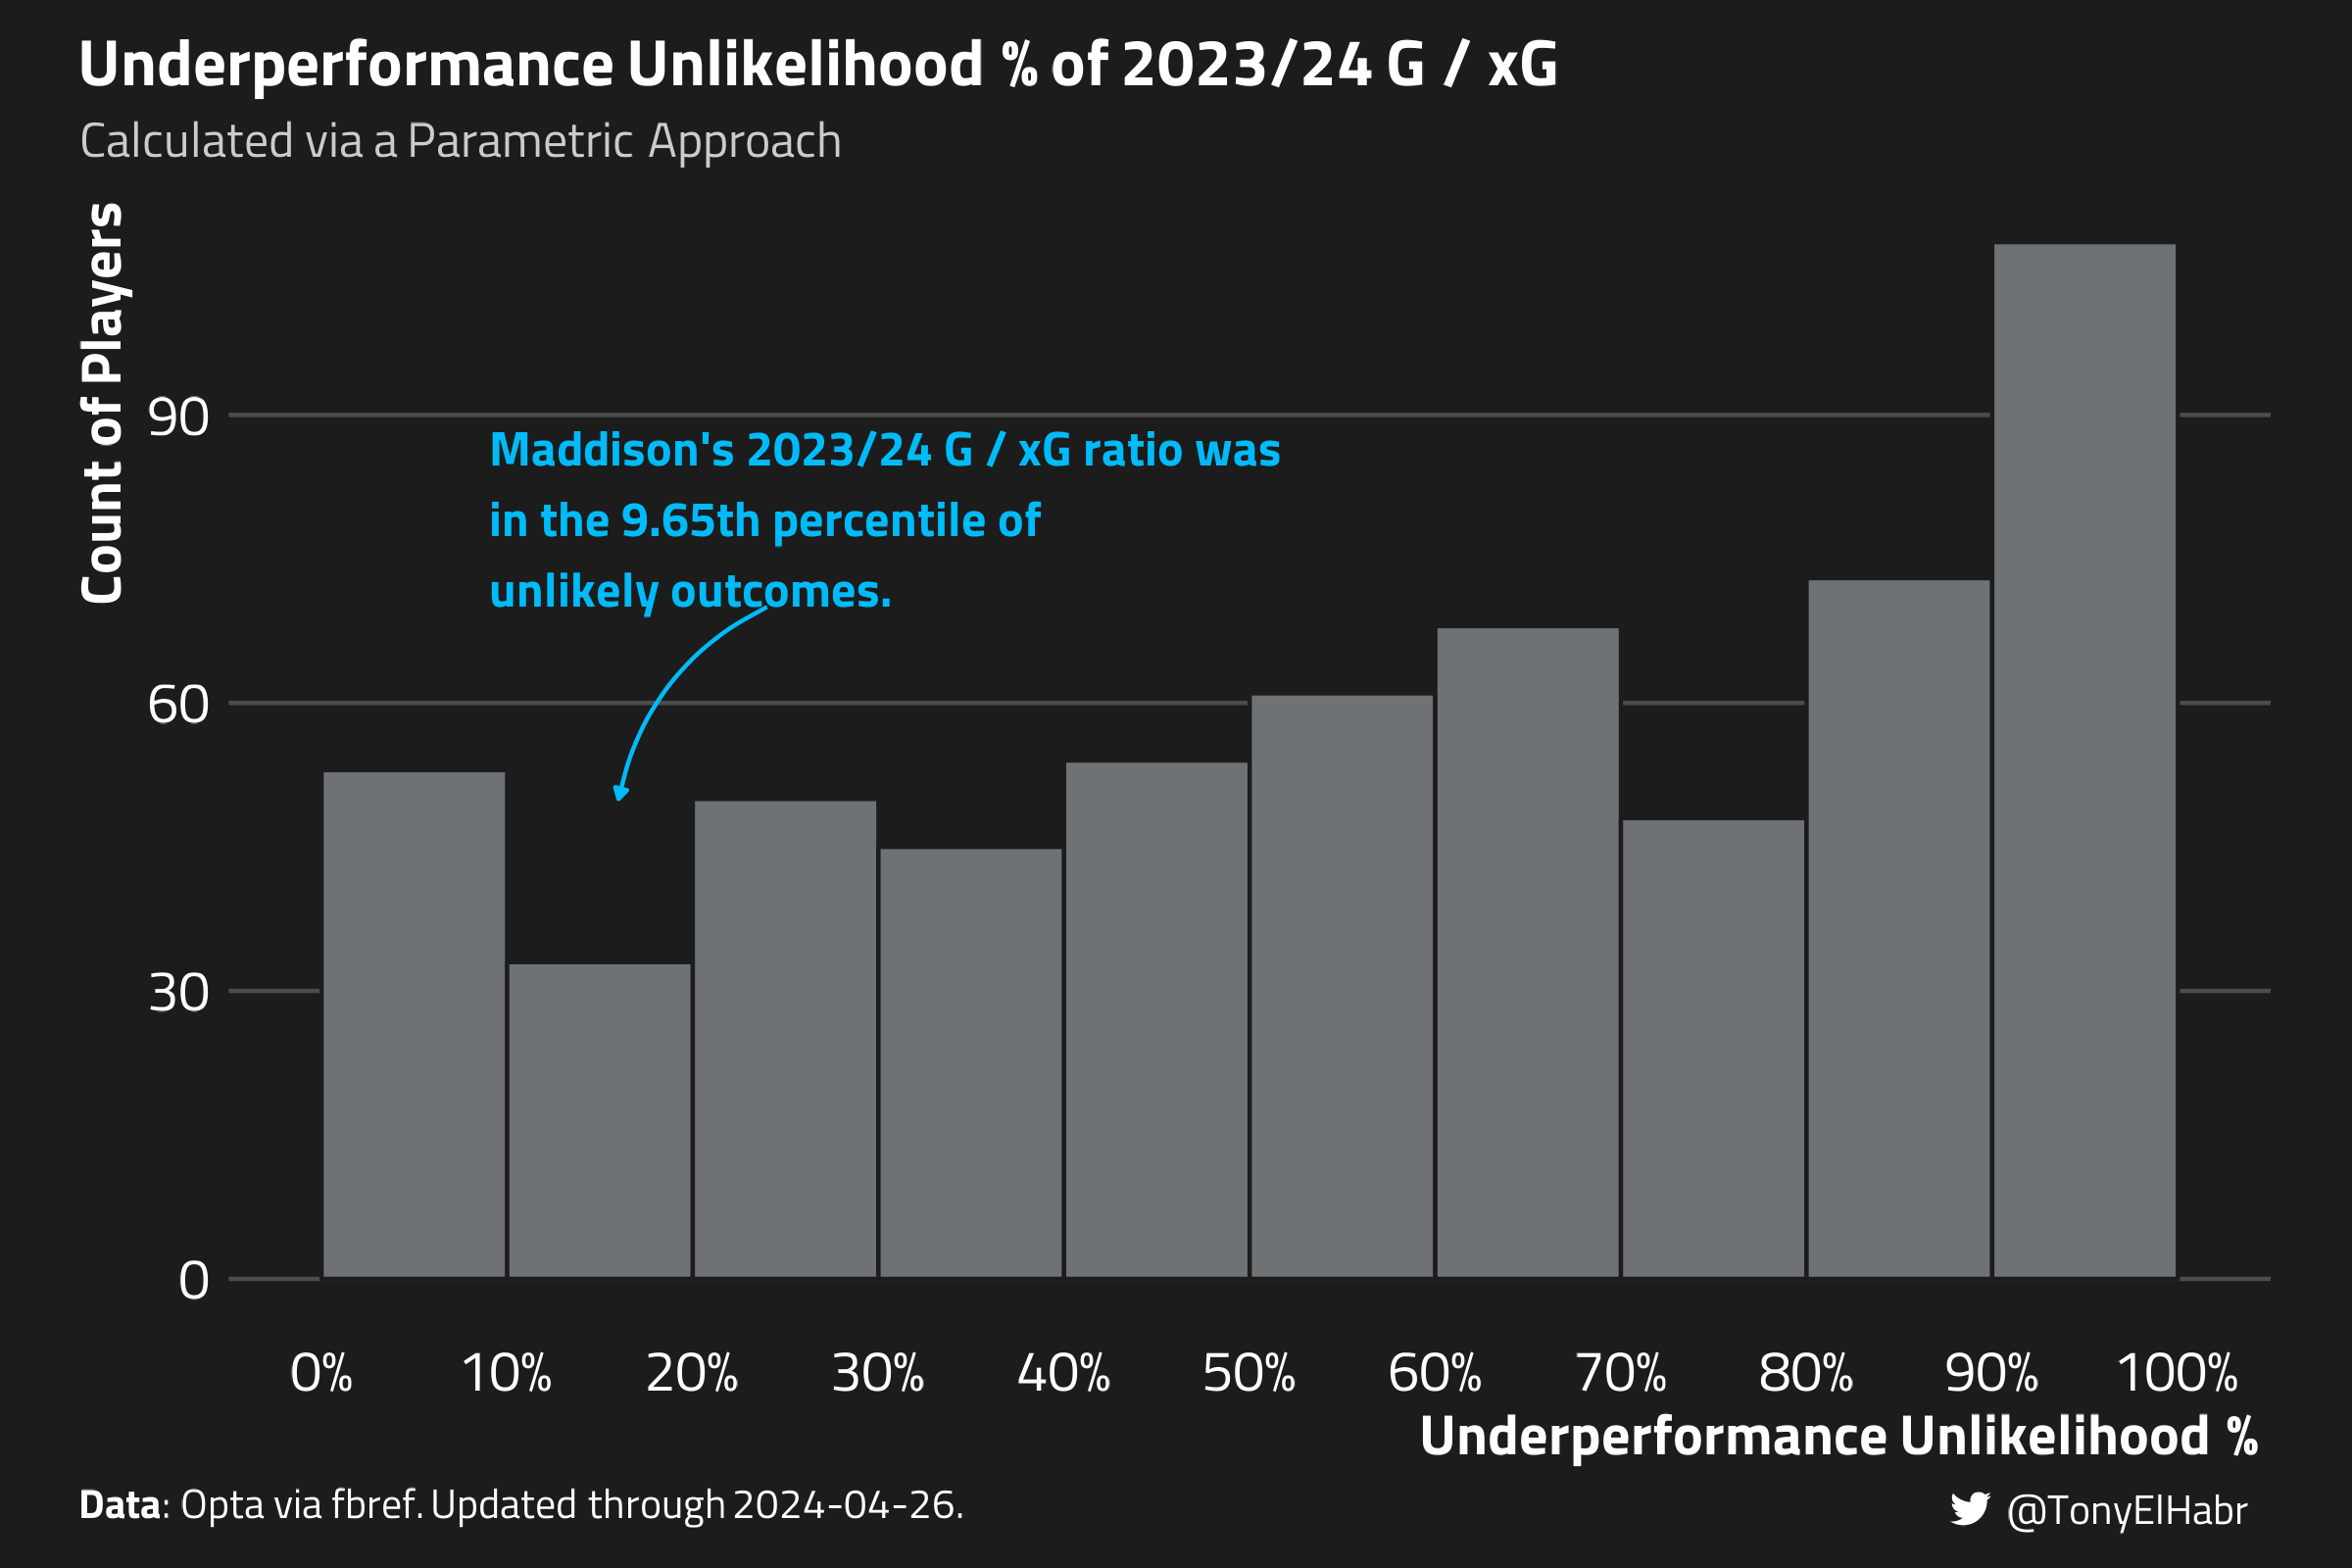 Underperformance Unlikelihood % of 2023/24 G / xG
Calculated via a Parametric Approach
Count of Players
90
60
30
0
Maddison's 2023/24 G / xG ratio was
in the 9.65th percentile of
unlikely outcomes.
0% 10% 20% 30% 40% 50% 60% 70% 80% 90% 100%
Underperformance Unlikelihood %
Data: Opta via fbref. Updated through 2024-04-26.
@TonyElHabr